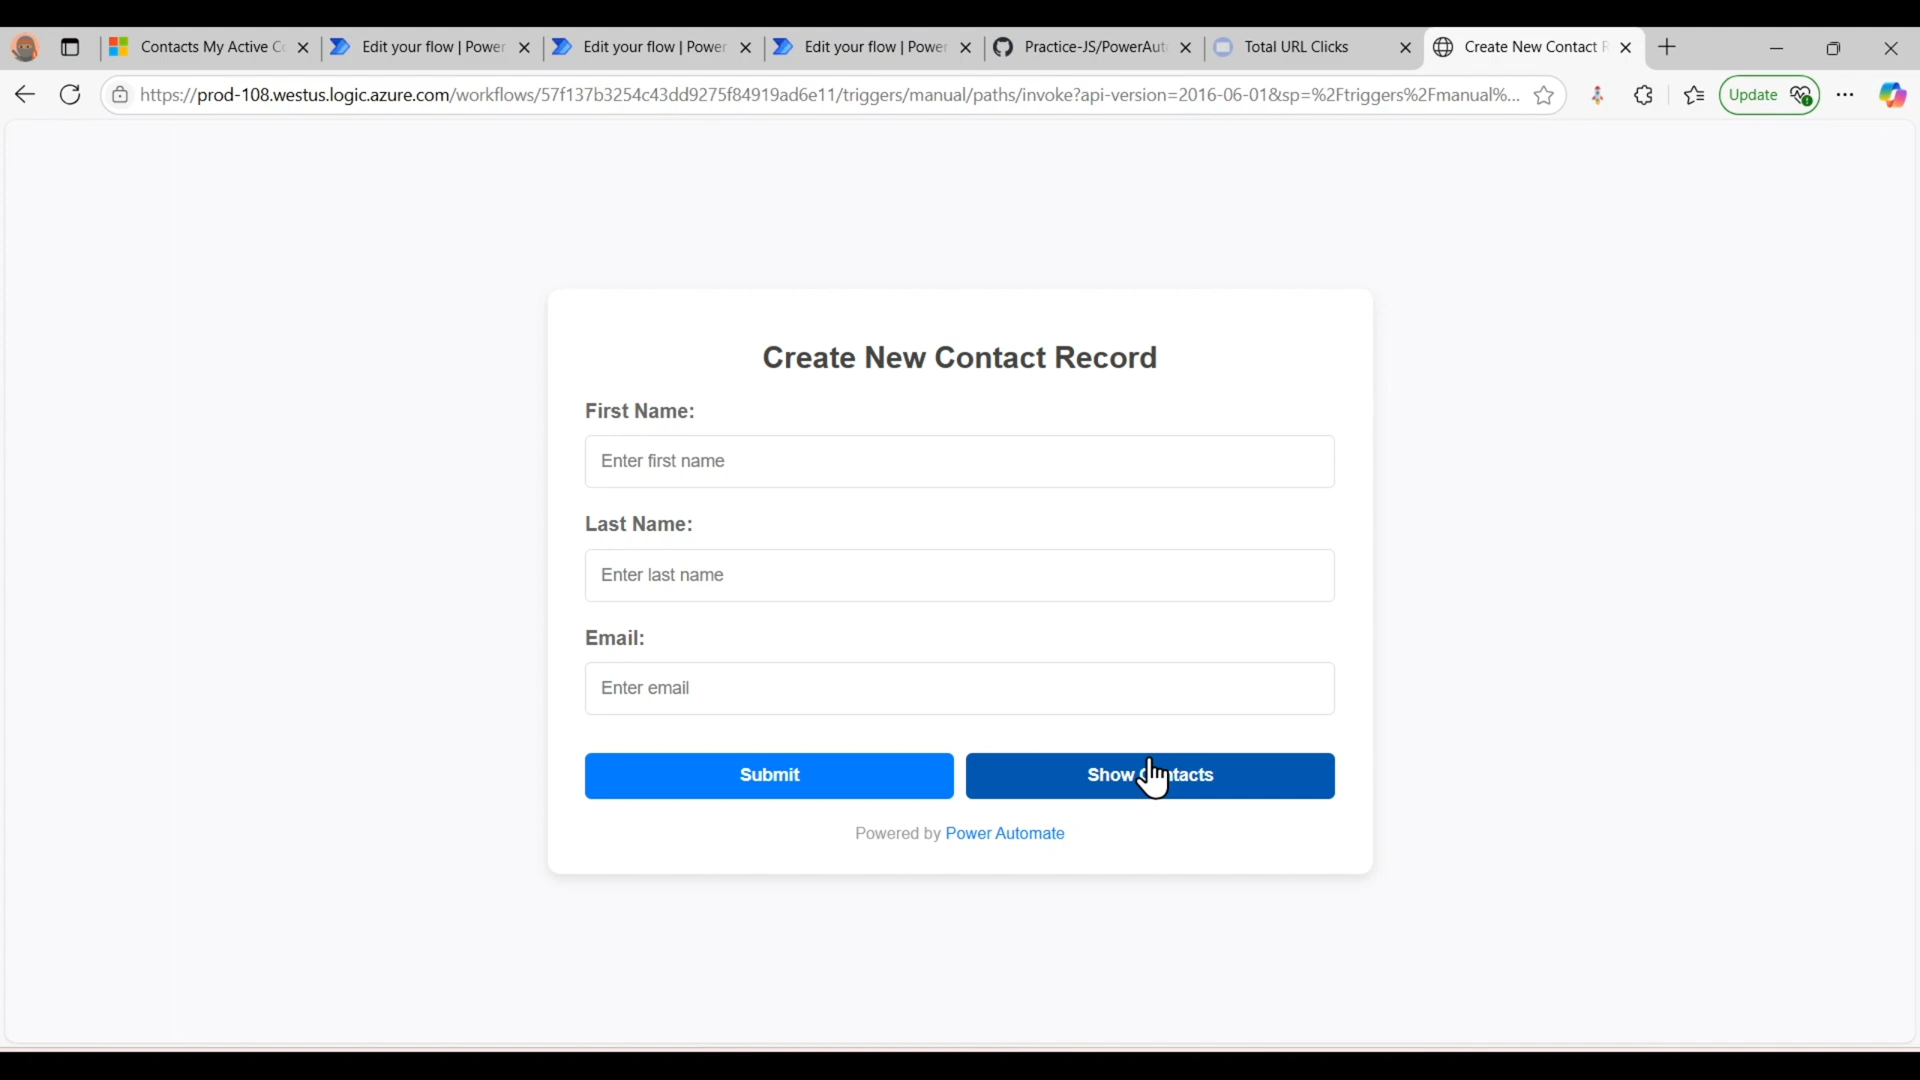 Contacts My Active C
Edit your flow | Power
Edit your flow | Power
Edit your flow | Power
Practice-JS/PowerAut
Total URL Clicks
Create New Contact R
https://prod-108.westus.logic.azure.com/workflows/57f137b3254c43dd9275f84919ad6e11/triggers/manual/paths/invoke?api-version=2016-06-01&sp=%2Ftriggers%2Fmanual%...
Update
Create New Contact Record
First Name:
Enter first name
Last Name:
Enter last name
Email:
Enter email
Submit
Show Contacts
Powered by Power Automate